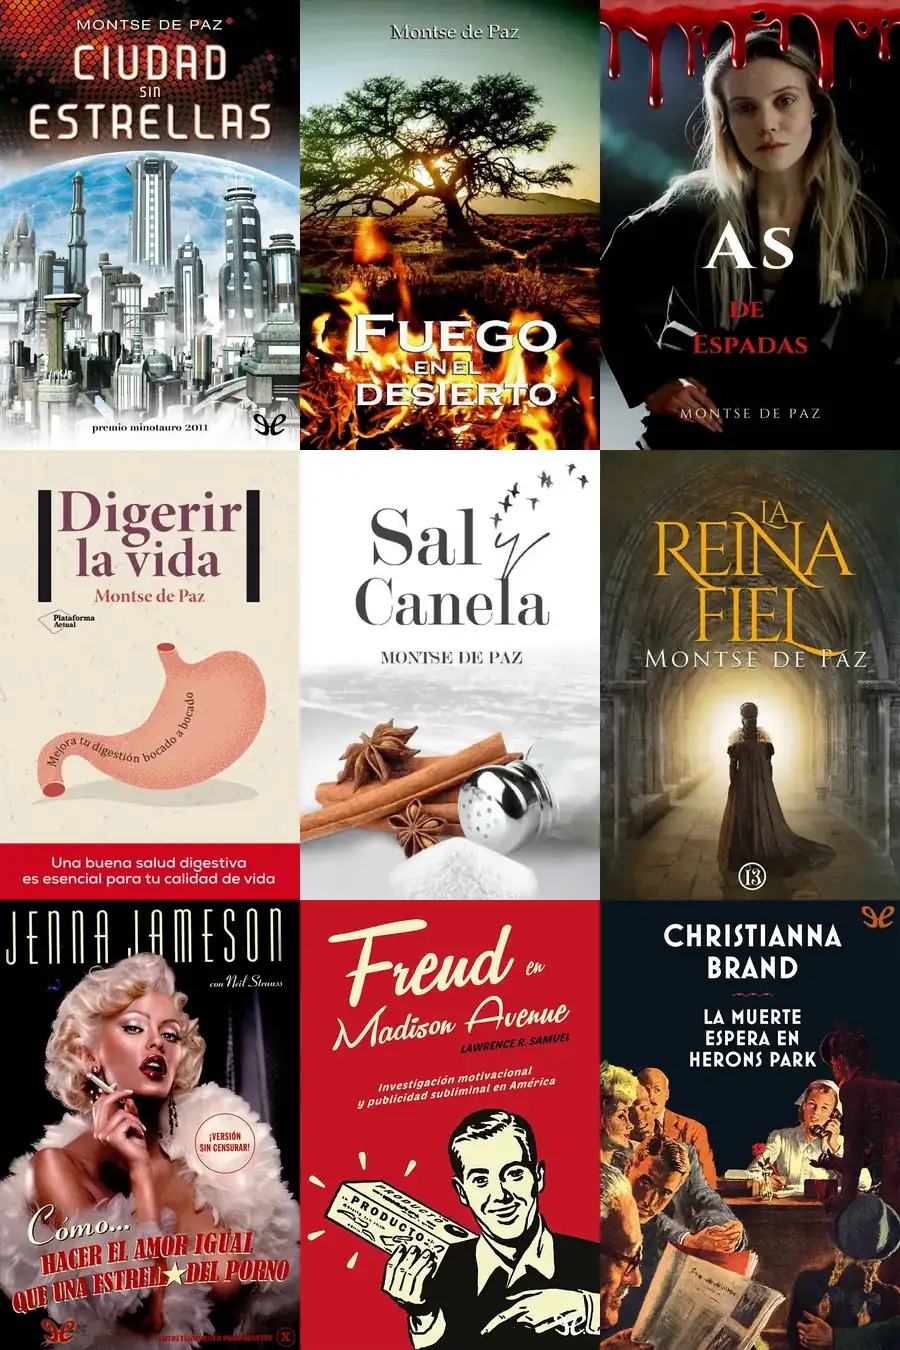 MONTSE DE PAZ
CIUDAD
SIN
ESTRELLAS
premio minotauro 2011
Montse de Paz
FUEGO
EN EL
DESIERTO
AS
DE
ESPADAS
MONTSE DE PAZ
Digerir
la vida
Montse de Paz
Plataforma
Actual
Mejora tu digestión bocado a bocado
Una buena salud digestiva
es esencial para tu calidad de vida
Sal y
Canela
MONTSE DE PAZ
LA
REINA
FIEL
MONTSE DE PAZ
13
JENNA JAMESON
con Neil Strauss
¡VERSIÓN
SIN CENSURAR!
Cómo...
HACER EL AMOR IGUAL
QUE UNA ESTRELLA DEL PORNO
ENTRETENIMIENTO PARA ADULTOS X
Freud en
Madison Avenue
LAWRENCE R. SAMUEL
Investigación motivacional
y publicidad subliminal en América
PRODUCTO
PRODUCTO
CHRISTIANNA
BRAND
LA MUERTE
ESPERA EN
HERONS PARK